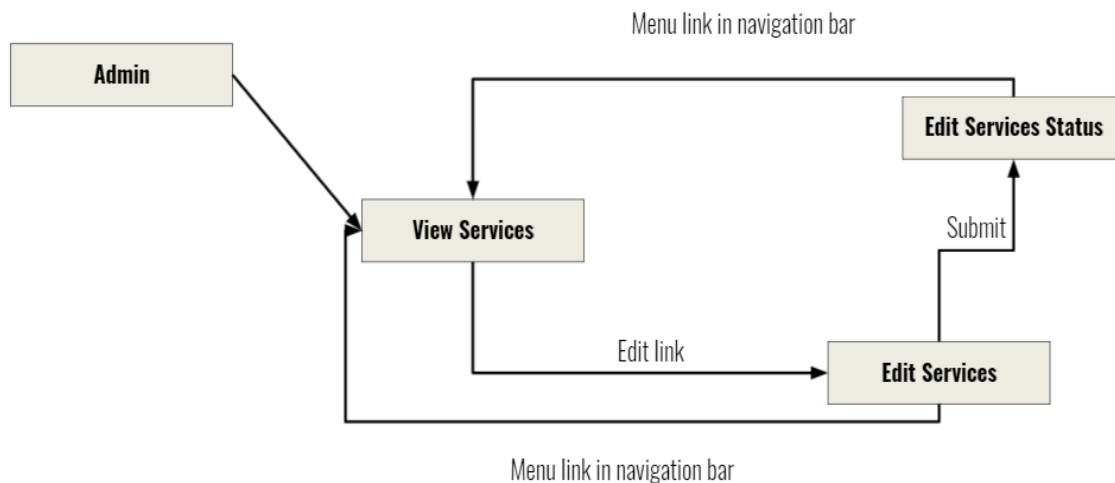 Menu link in navigation bar
Admin
Edit Services Status
View Services
Submit
Edit link
Edit Services
Menu link in navigation bar